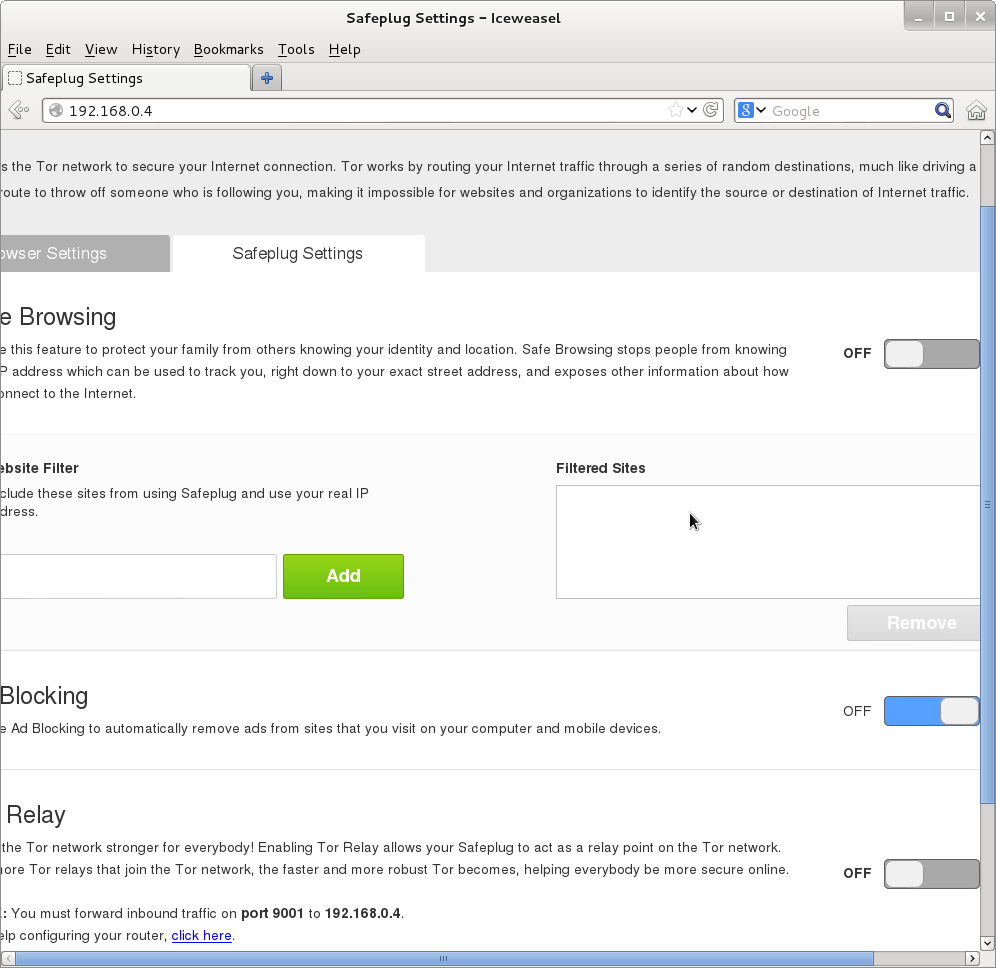 Safeplug Settings – Iceweasel
File Edit View History Bookmarks Tools Help
Safeplug Settings
192.168.0.4
Google
s the Tor network to secure your Internet connection. Tor works by routing your Internet traffic through a series of random destinations, much like driving a
route to throw off someone who is following you, making it impossible for websites and organizations to identify the source or destination of Internet traffic.
owser Settings
Safeplug Settings
e Browsing
e this feature to protect your family from others knowing your identity and location. Safe Browsing stops people from knowing
P address which can be used to track you, right down to your exact street address, and exposes other information about how
onnect to the Internet.
OFF
ebsite Filter
clude these sites from using Safeplug and use your real IP
dress.
Add
Filtered Sites
Remove
Blocking
e Ad Blocking to automatically remove ads from sites that you visit on your computer and mobile devices.
OFF
Relay
the Tor network stronger for everybody! Enabling Tor Relay allows your Safeplug to act as a relay point on the Tor network.
ore Tor relays that join the Tor network, the faster and more robust Tor becomes, helping everybody be more secure online.
OFF
: You must forward inbound traffic on port 9001 to 192.168.0.4.
elp configuring your router, click here.